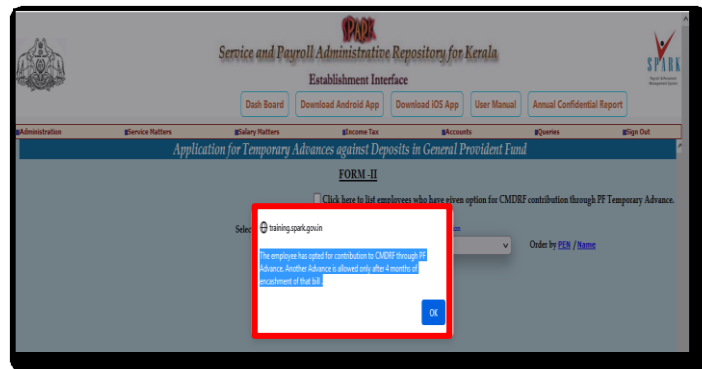 SPARK
Service and Payroll Administrative Repository for Kerala
Establishment Interface
SPARK
Dash Board Download Android App Download iOS App User Manual Annual Confidential Report
Administration Service Matters Salary Matters Income Tax Accounts Queries Sign Out
Application for Temporary Advances against Deposits in General Provident Fund
FORM -II
Click here to list employees who have given option for CMDRF contribution through PF Temporary Advance.
Selec
training.spark.gov.in
Order by PEN / Name
The employee has opted for contribution to CMDRF through PF
Advance. Another Advance is allowed only after 4 months of
encashment of that bill .
OK